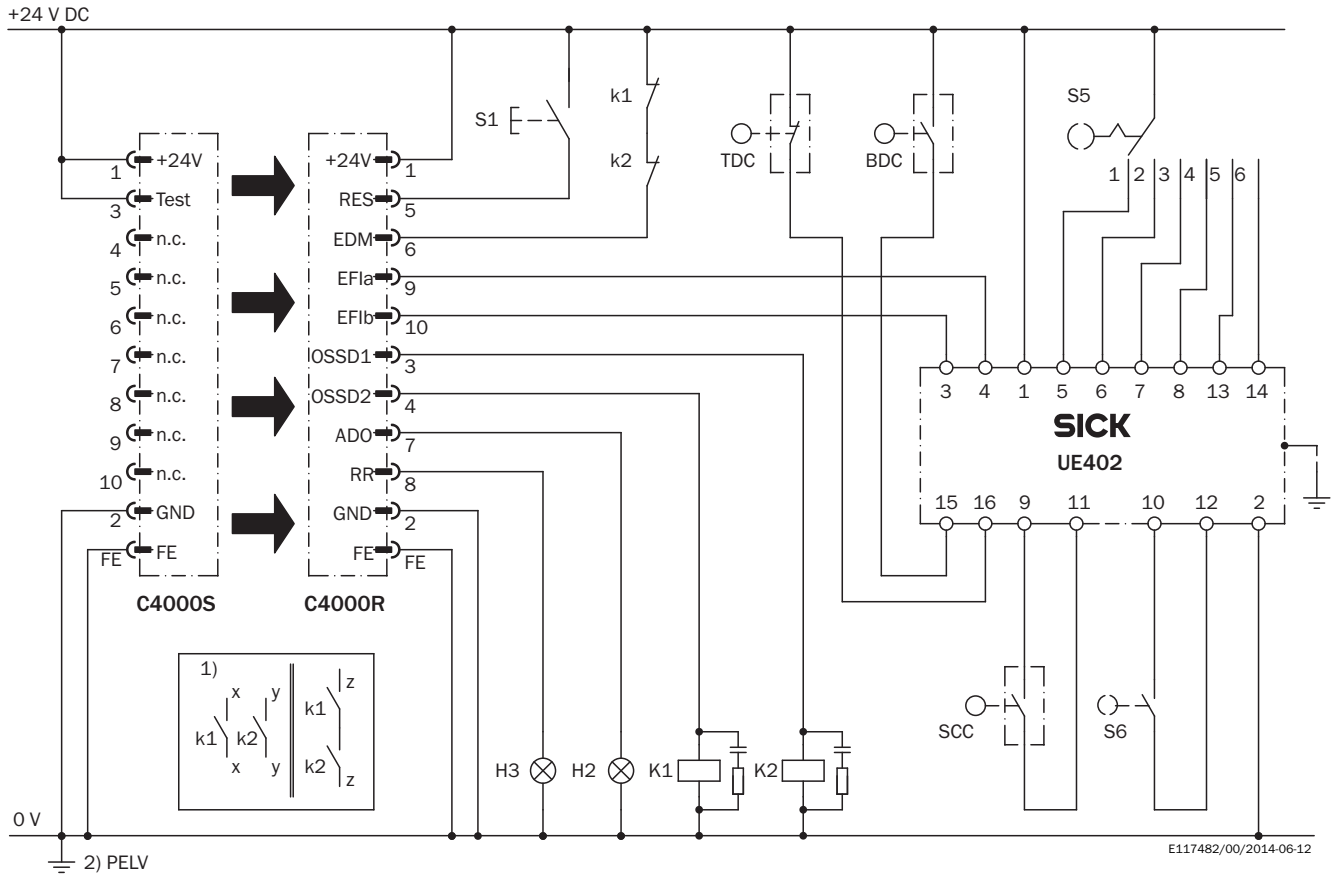 +24 V DC
k1
S1
k2
TDC
BDC
S5
1 2 3 4 5 6
1 +24V
3 Test
4 n.c.
5 n.c.
6 n.c.
7 n.c.
8 n.c.
9 n.c.
10 n.c.
2 GND
FE FE
C4000S
+24V 1
RES 5
EDM 6
EFIa 9
EFIb 10
OSSD1 3
OSSD2 4
ADO 7
RR 8
GND 2
FE FE
C4000R
3 4 1 5 6 7 8 13 14
SICK
UE402
15 16 9 11 10 12 2
1)
x y z
k1 k2 k1
x y k2 z
SCC
S6
H3 H2 K1 K2
0 V
2) PELV
E117482/00/2014-06-12